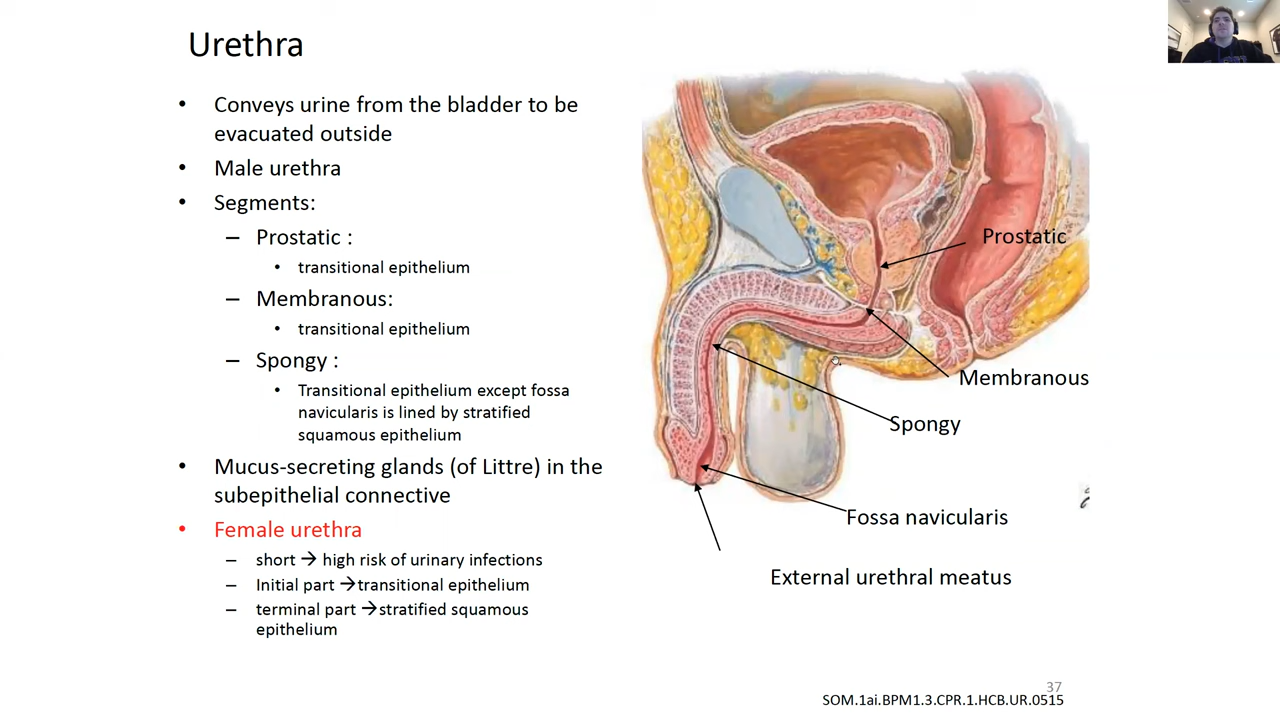 Urethra
• Conveys urine from the bladder to be
evacuated outside
• Male urethra
• Segments:
– Prostatic :
• transitional epithelium
– Membranous:
• transitional epithelium
– Spongy :
• Transitional epithelium except fossa
navicularis is lined by stratified
squamous epithelium
• Mucus-secreting glands (of Littre) in the
subepithelial connective
• Female urethra
– short → high risk of urinary infections
– Initial part →transitional epithelium
– terminal part →stratified squamous
epithelium
Prostatic
Membranous
Spongy
Fossa navicularis
External urethral meatus
37
SOM.1ai.BPM1.3.CPR.1.HCB.UR.0515